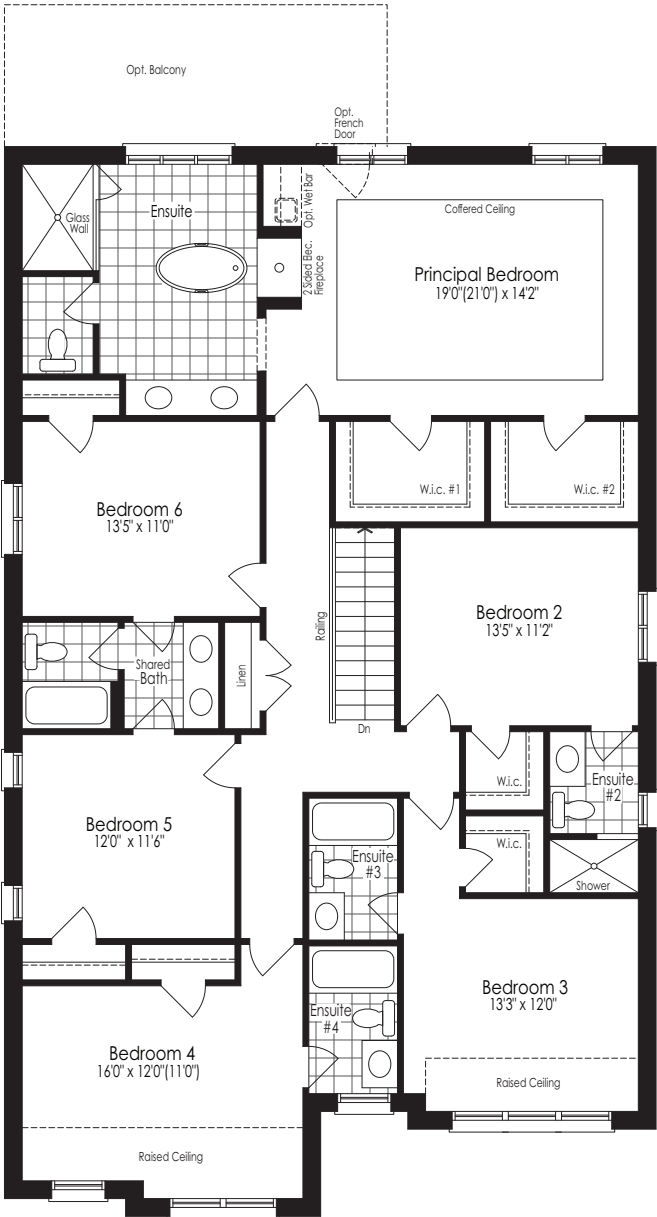 Opt. Balcony
Opt.
French
Door
Glass
Wall
Ensuite
Opt. Wet Bar
2 Sided Bec.
Fireplace
Coffered Ceiling
Principal Bedroom
19'0"(21'0") x 14'2"
W.i.c. #1
W.i.c. #2
Bedroom 6
13'5" x 11'0"
Bedroom 2
13'5" x 11'2"
Railing
Shared
Bath
Linen
Dn
W.i.c.
Ensuite
#2
Bedroom 5
12'0" x 11'6"
W.i.c.
Ensuite
#3
Shower
Bedroom 3
13'3" x 12'0"
Ensuite
#4
Bedroom 4
16'0" x 12'0"(11'0")
Raised Ceiling
Raised Ceiling